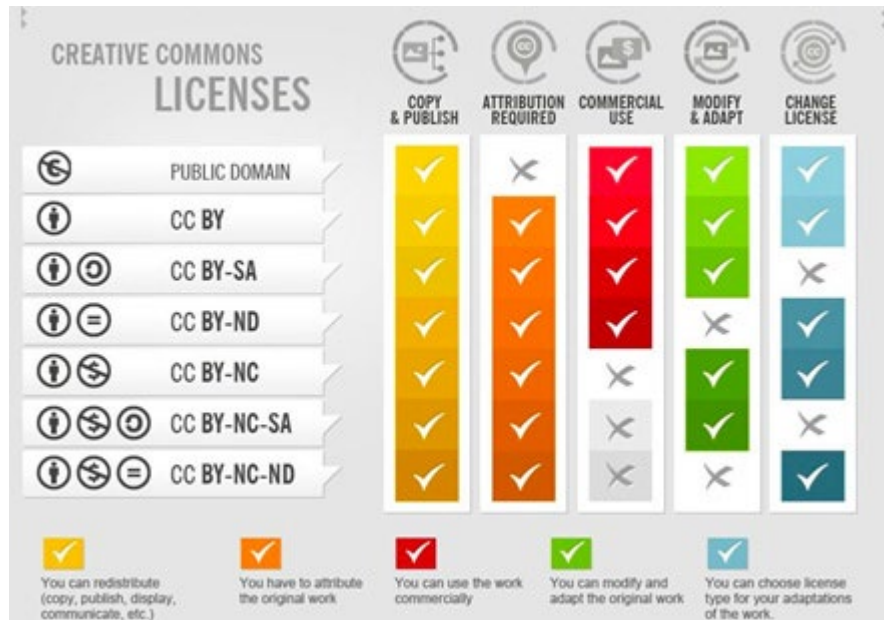 CREATIVE COMMONS
LICENSES
COPY
& PUBLISH
ATTRIBUTION
REQUIRED
COMMERCIAL
USE
MODIFY
& ADAPT
CHANGE
LICENSE
PUBLIC DOMAIN
CC BY
CC BY-SA
CC BY-ND
CC BY-NC
CC BY-NC-SA
CC BY-NC-ND
You can redistribute
(copy, publish, display,
communicate, etc.)
You have to attribute
the original work
You can use the work
commercially
You can modify and
adapt the original work
You can choose license
type for your adaptations
of the work.